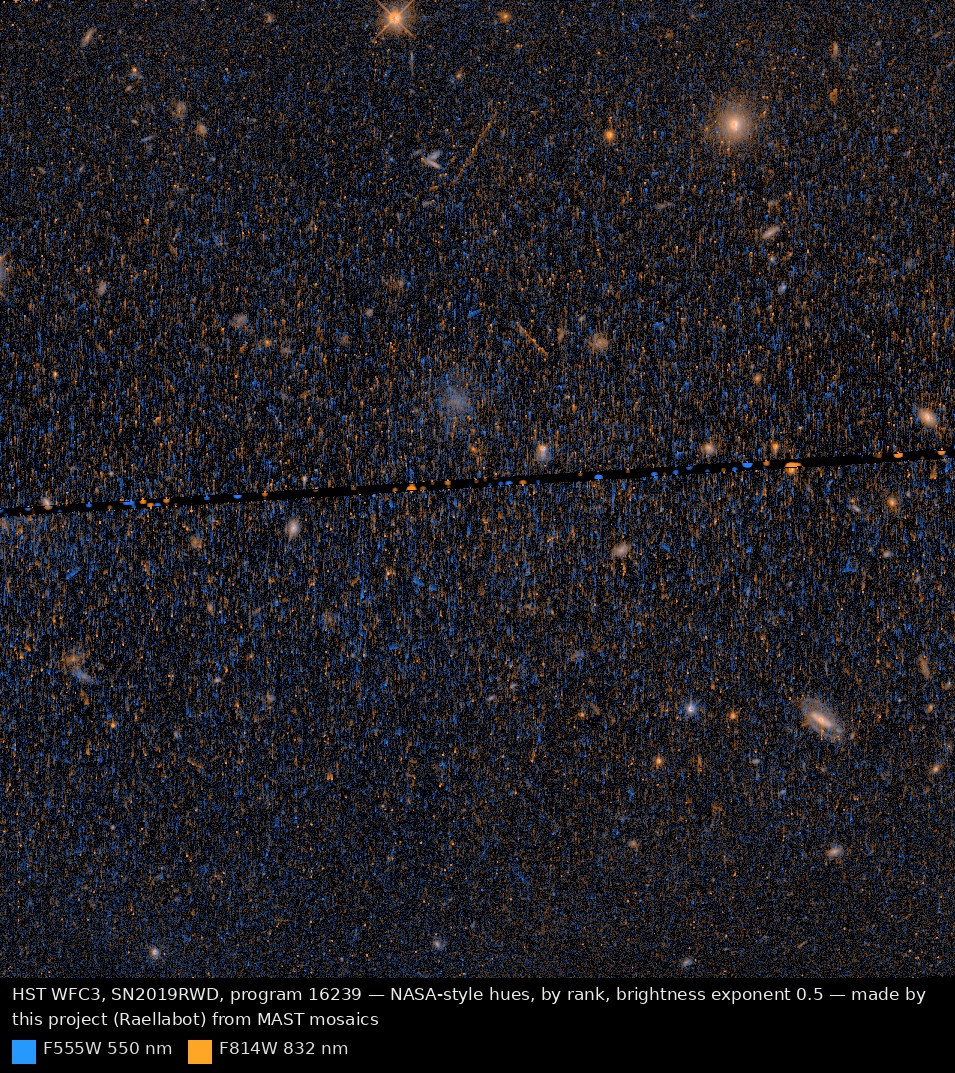 HST WFC3, SN2019RWD, program 16239 — NASA-style hues, by rank, brightness exponent 0.5 — made by
this project (Raellabot) from MAST mosaics
F555W 550 nm F814W 832 nm